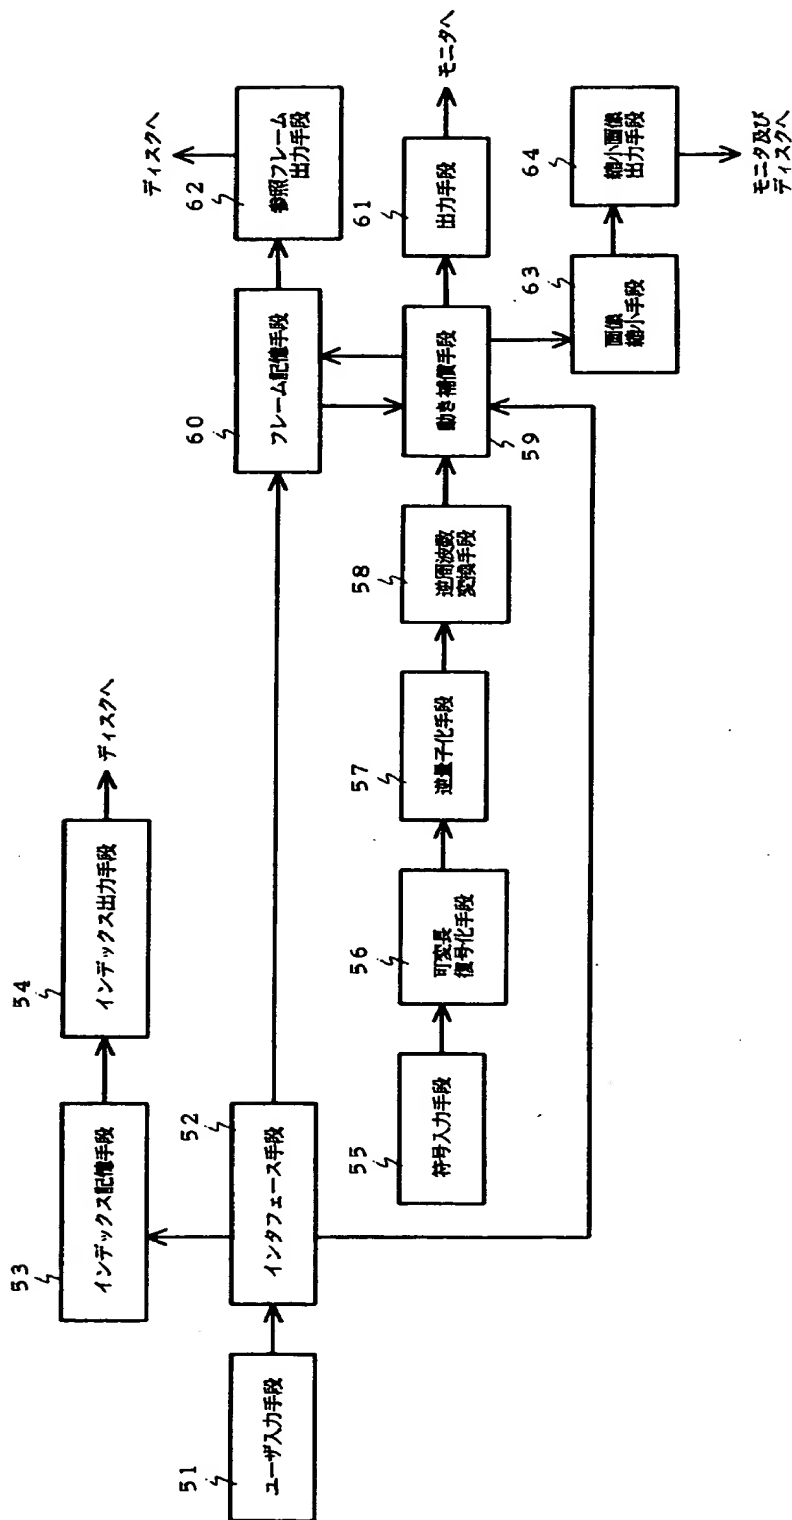 51
ユーザ入力手段
52
インタフェース手段
53
インデックス記憶手段
54
インデックス出力手段
ディスクへ
55
符号入力手段
56
可変長
復号化手段
57
逆量子化手段
58
逆周波数
変換手段
59
動き補償手段
60
フレーム記憶手段
61
出力手段
モニタへ
62
参照フレーム
出力手段
ディスクへ
63
画像
縮小手段
64
縮小画像
出力手段
モニタ及び
ディスクへ